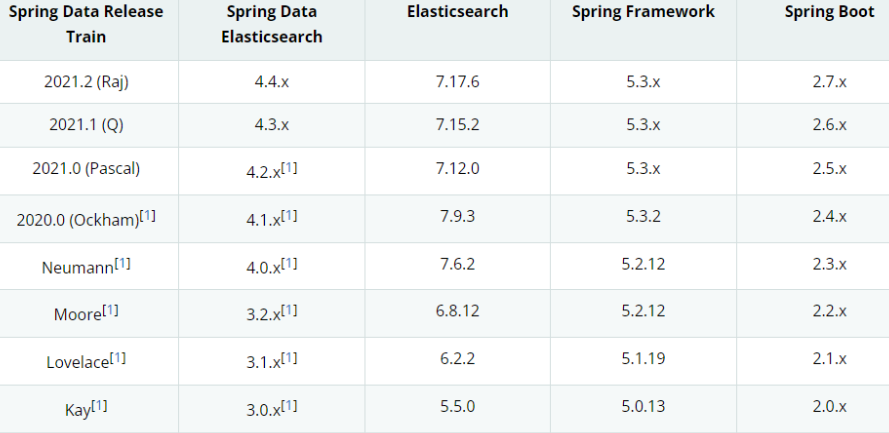 Spring Data Release Train Spring Data Elasticsearch Elasticsearch Spring Framework Spring Boot
2021.2 (Raj) 4.4.x 7.17.6 5.3.x 2.7.x
2021.1 (Q) 4.3.x 7.15.2 5.3.x 2.6.x
2021.0 (Pascal) 4.2.x[1] 7.12.0 5.3.x 2.5.x
2020.0 (Ockham)[1] 4.1.x[1] 7.9.3 5.3.2 2.4.x
Neumann[1] 4.0.x[1] 7.6.2 5.2.12 2.3.x
Moore[1] 3.2.x[1] 6.8.12 5.2.12 2.2.x
Lovelace[1] 3.1.x[1] 6.2.2 5.1.19 2.1.x
Kay[1] 3.0.x[1] 5.5.0 5.0.13 2.0.x